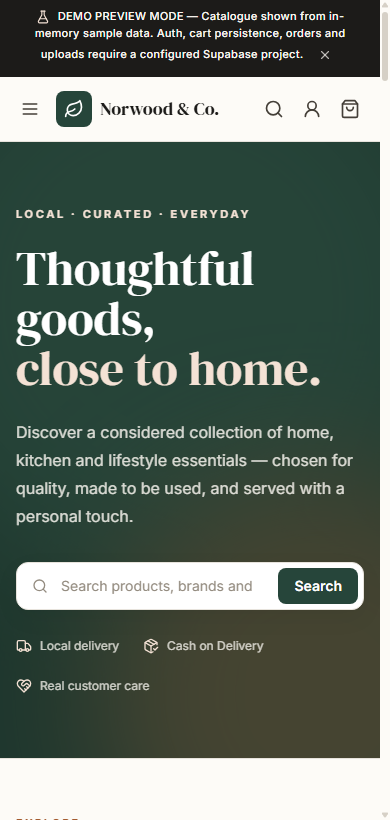 DEMO PREVIEW MODE — Catalogue shown from in-
memory sample data. Auth, cart persistence, orders and
uploads require a configured Supabase project.
Norwood & Co.
LOCAL · CURATED · EVERYDAY
Thoughtful
goods,
close to home.
Discover a considered collection of home,
kitchen and lifestyle essentials — chosen for
quality, made to be used, and served with a
personal touch.
Search products, brands and
Search
Local delivery
Cash on Delivery
Real customer care